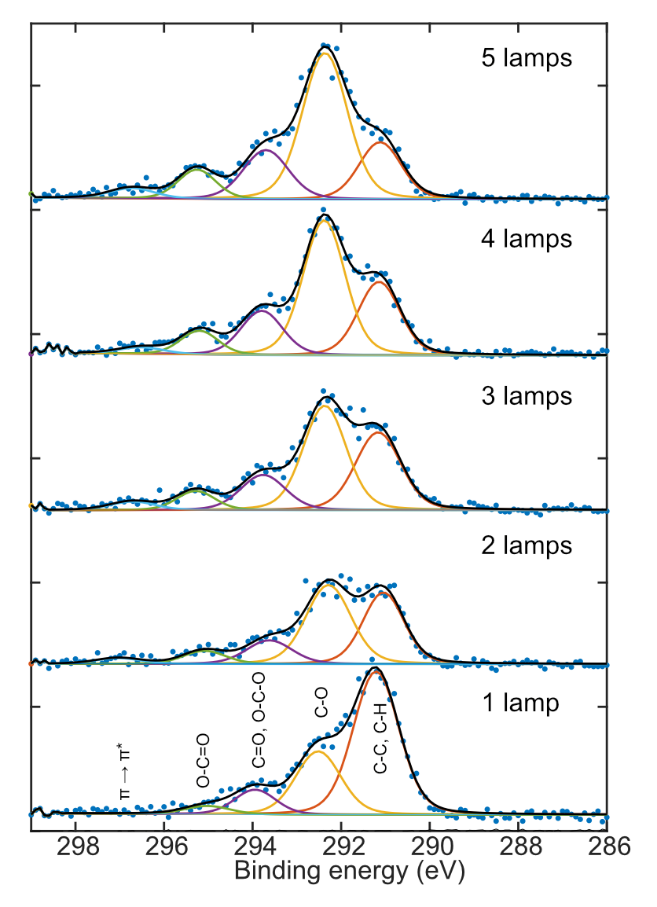 5 lamps
4 lamps
3 lamps
2 lamps
1 lamp
π → π*
O-C=O
C=O, O-C-O
C-O
C-C, C-H
298 296 294 292 290 288 286
Binding energy (eV)